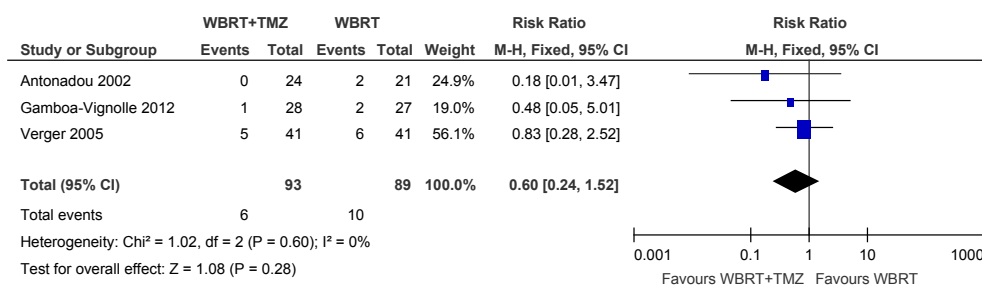 WBRT+TMZ WBRT Risk Ratio Risk Ratio
Study or Subgroup Events Total Events Total Weight M-H, Fixed, 95% CI M-H, Fixed, 95% CI
Antonadou 2002 0 24 2 21 24.9% 0.18 [0.01, 3.47]
Gamboa-Vignolle 2012 1 28 2 27 19.0% 0.48 [0.05, 5.01]
Verger 2005 5 41 6 41 56.1% 0.83 [0.28, 2.52]
Total (95% CI) 93 89 100.0% 0.60 [0.24, 1.52]
Total events 6 10
Heterogeneity: Chi² = 1.02, df = 2 (P = 0.60); I² = 0%
Test for overall effect: Z = 1.08 (P = 0.28)
0.001 0.1 1 10 1000
Favours WBRT+TMZ Favours WBRT